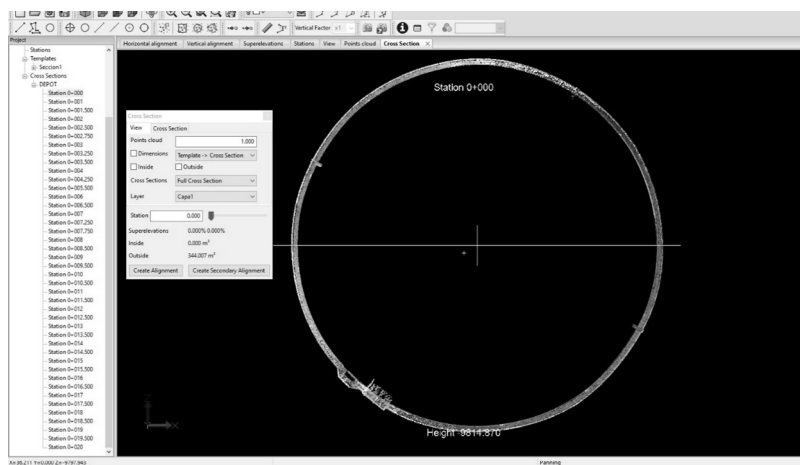 Vertical Factor x1
Project
Horizontal alignment Vertical alignment Superelevations Stations View Points cloud Cross Section ×
Stations
Templates
Seccion1
Cross Sections
DEPOT
Station 0+000
Station 0+001
Station 0+001.500
Station 0+002
Station 0+002.500
Station 0+002.750
Station 0+003
Station 0+003.250
Station 0+003.500
Station 0+004
Station 0+004.250
Station 0+005.500
Station 0+006
Station 0+006.500
Station 0+007
Station 0+007.250
Station 0+007.750
Station 0+008
Station 0+008.500
Station 0+009
Station 0+009.500
Station 0+010
Station 0+010.500
Station 0+011
Station 0+011.500
Station 0+012
Station 0+012.500
Station 0+013
Station 0+013.500
Station 0+014
Station 0+014.500
Station 0+015
Station 0+015.500
Station 0+016
Station 0+016.500
Station 0+017
Station 0+017.500
Station 0+018
Station 0+018.500
Station 0+019
Station 0+019.500
Station 0+020
Cross Section
View Cross Section
Points cloud 1.000
Dimensions Template -> Cross Section
Inside Outside
Cross Sections Full Cross Section
Layer Capa1
Station 0.000
Superelevations 0.000% 0.000%
Inside 0.000 m²
Outside 344.007 m²
Create Alignment Create Secondary Alignment
Station 0+000
Height -9814.870
X=36.211 Y=0.000 Z=-9797.943
Panning